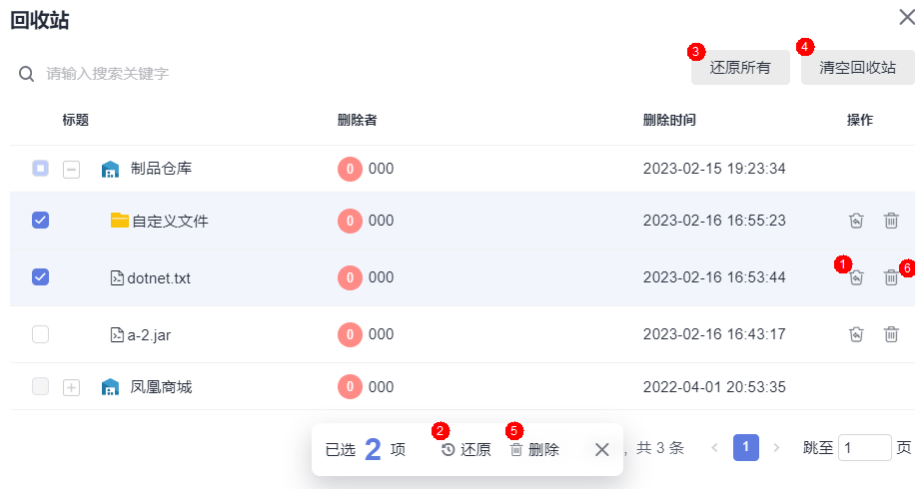 回收站
请输入搜索关键字
3 还原所有 4 清空回收站
标题 删除者 删除时间 操作
制品仓库 0 000 2023-02-15 19:23:34
自定义文件 0 000 2023-02-16 16:55:23
dotnet.txt 0 000 2023-02-16 16:53:44 1 6
a-2.jar 0 000 2023-02-16 16:43:17
凤凰商城 0 000 2022-04-01 20:53:35
已选 2 项 2 还原 5 删除 , 共 3 条 < 1 > 跳至 1 页